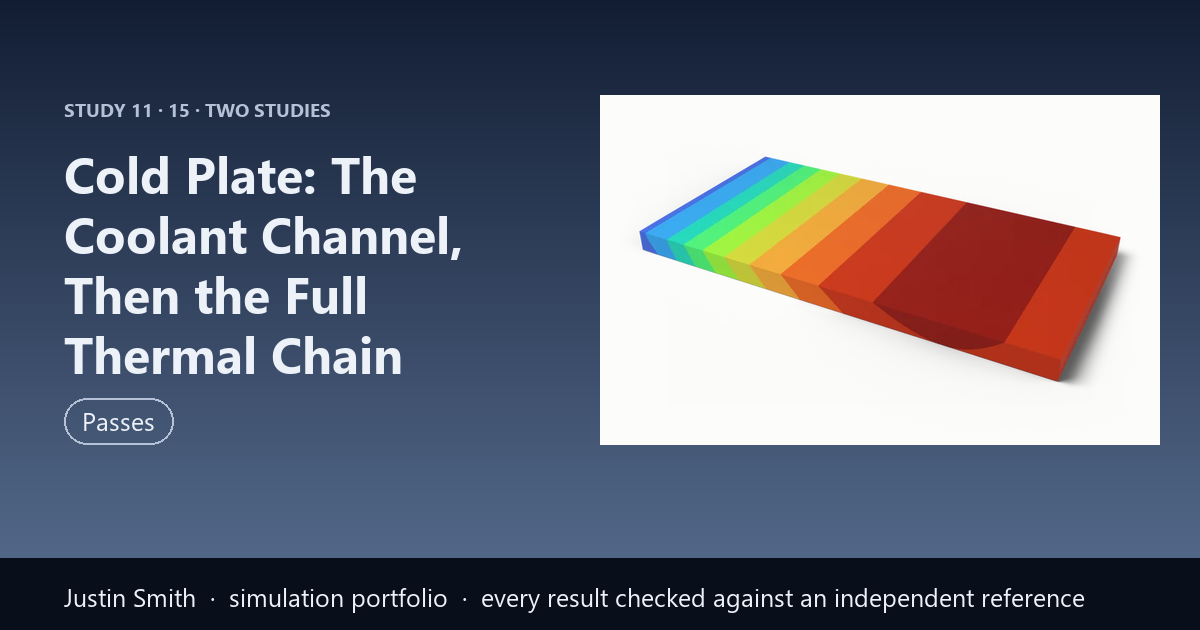 STUDY 11 · 15 · TWO STUDIES
Cold Plate: The
Coolant Channel,
Then the Full
Thermal Chain
Passes
Justin Smith · simulation portfolio · every result checked against an independent reference